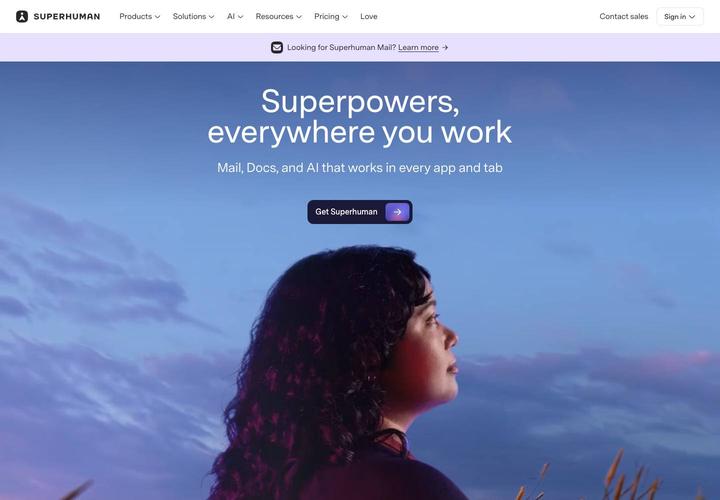 SUPERHUMAN Products Solutions AI Resources Pricing Love Contact sales Sign in
Looking for Superhuman Mail? Learn more →
Superpowers,
everywhere you work
Mail, Docs, and AI that works in every app and tab
Get Superhuman →